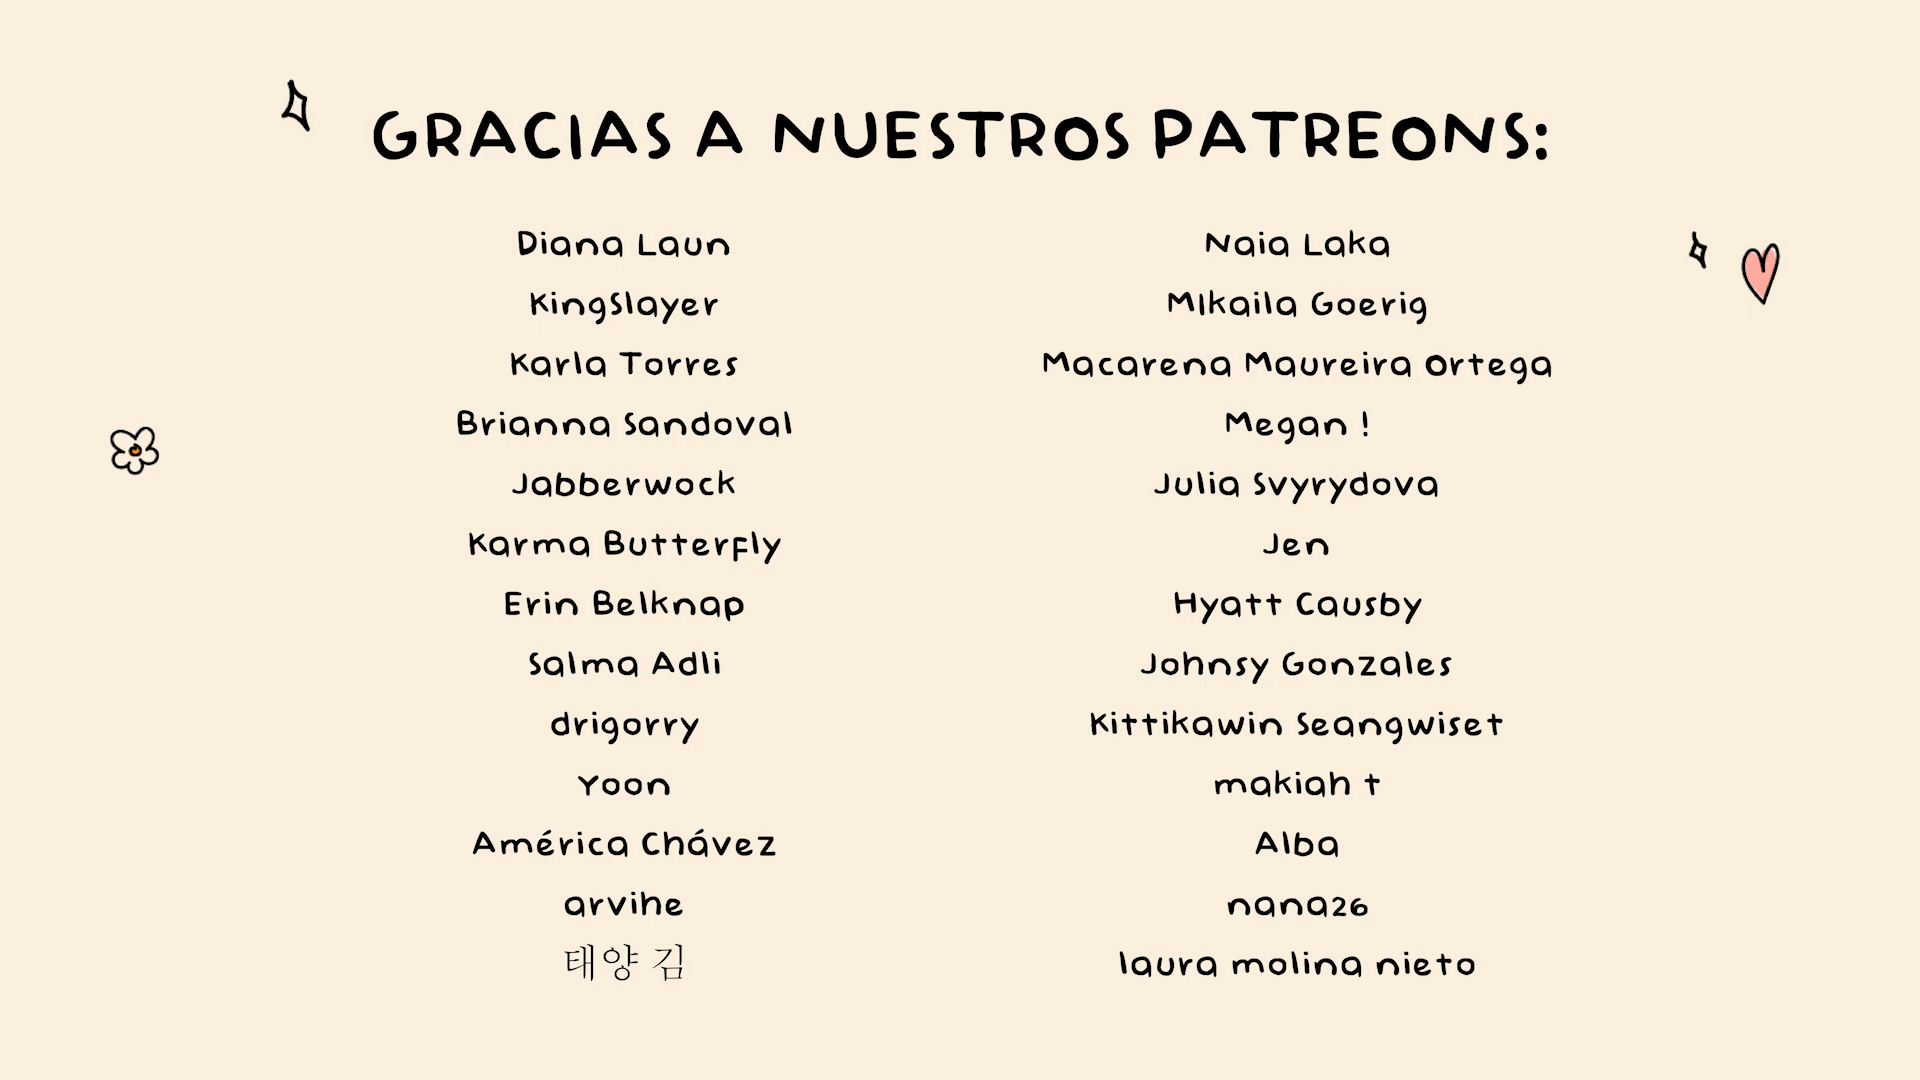 GRACIAS A NUESTROS PATREONS:
Diana Laun
KingSlayer
Karla Torres
Brianna Sandoval
Jabberwock
Karma Butterfly
Erin Belknap
Salma Adli
drigorry
Yoon
América Chávez
arvihe
태양 김
Naia Laka
MIkaila Goerig
Macarena Maureira Ortega
Megan !
Julia Svyrydova
Jen
Hyatt Causby
Johnsy Gonzales
Kittikawin Seangwiset
makiah t
Alba
nana26
laura molina nieto